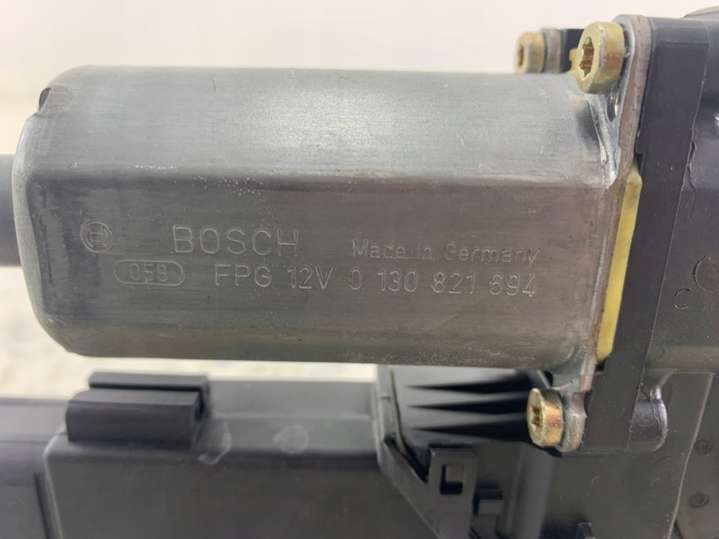 BOSCH Made in Germany
058 FPG 12V 0 130 821 694
C